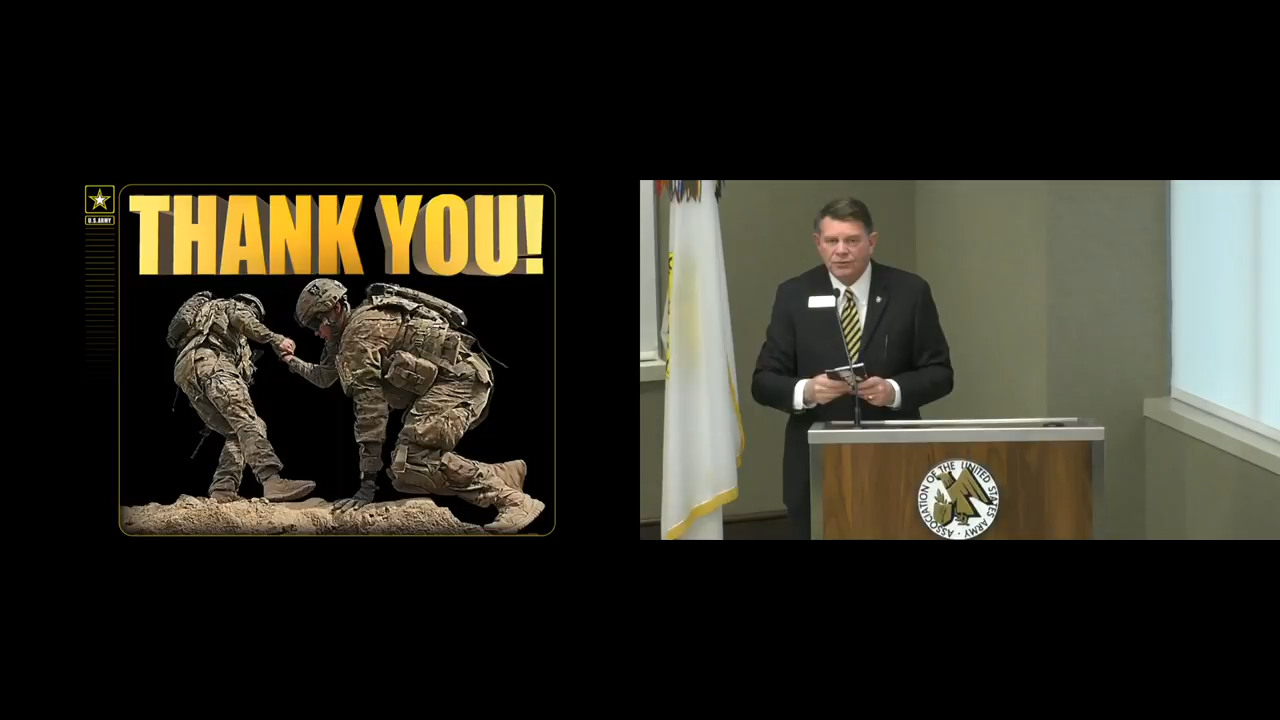 THANK YOU!
U.S. ARMY
ASSOCIATION OF THE UNITED STATES ARMY